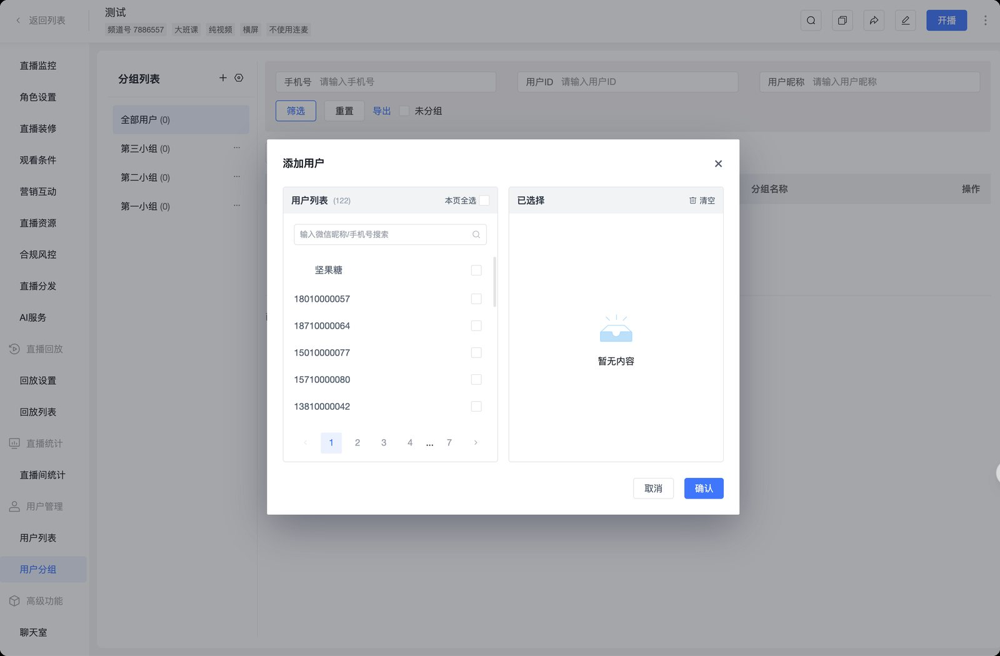 返回列表
测试
频道号 7886557 大班课 纯视频 横屏 不使用连麦
开播
直播监控
角色设置
直播装修
观看条件
营销互动
直播资源
合规风控
直播分发
AI服务
直播回放
回放设置
回放列表
直播统计
直播间统计
用户管理
用户列表
用户分组
高级功能
聊天室
分组列表
全部用户 (0)
第三小组 (0)
第二小组 (0)
第一小组 (0)
手机号 请输入手机号
用户ID 请输入用户ID
用户昵称 请输入用户昵称
筛选 重置 导出 未分组
分组名称 操作
添加用户
用户列表 (122) 本页全选
输入微信昵称/手机号搜索
坚果糖
18010000057
18710000064
15010000077
15710000080
13810000042
1 2 3 4 ... 7
已选择 清空
暂无内容
取消 确认